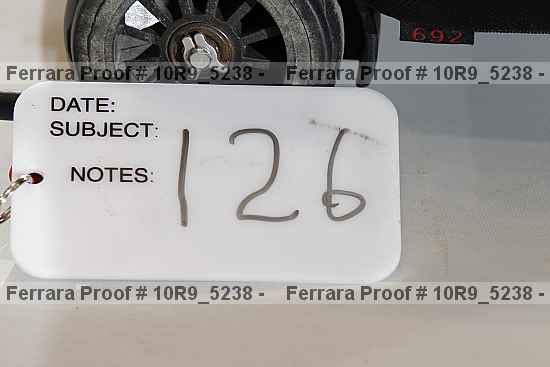 692
Ferrara Proof # 10R9_5238 - Ferrara Proof # 10R9_5238 -
DATE:
SUBJECT:
NOTES:
126
Ferrara Proof # 10R9_5238 - Ferrara Proof # 10R9_5238 -